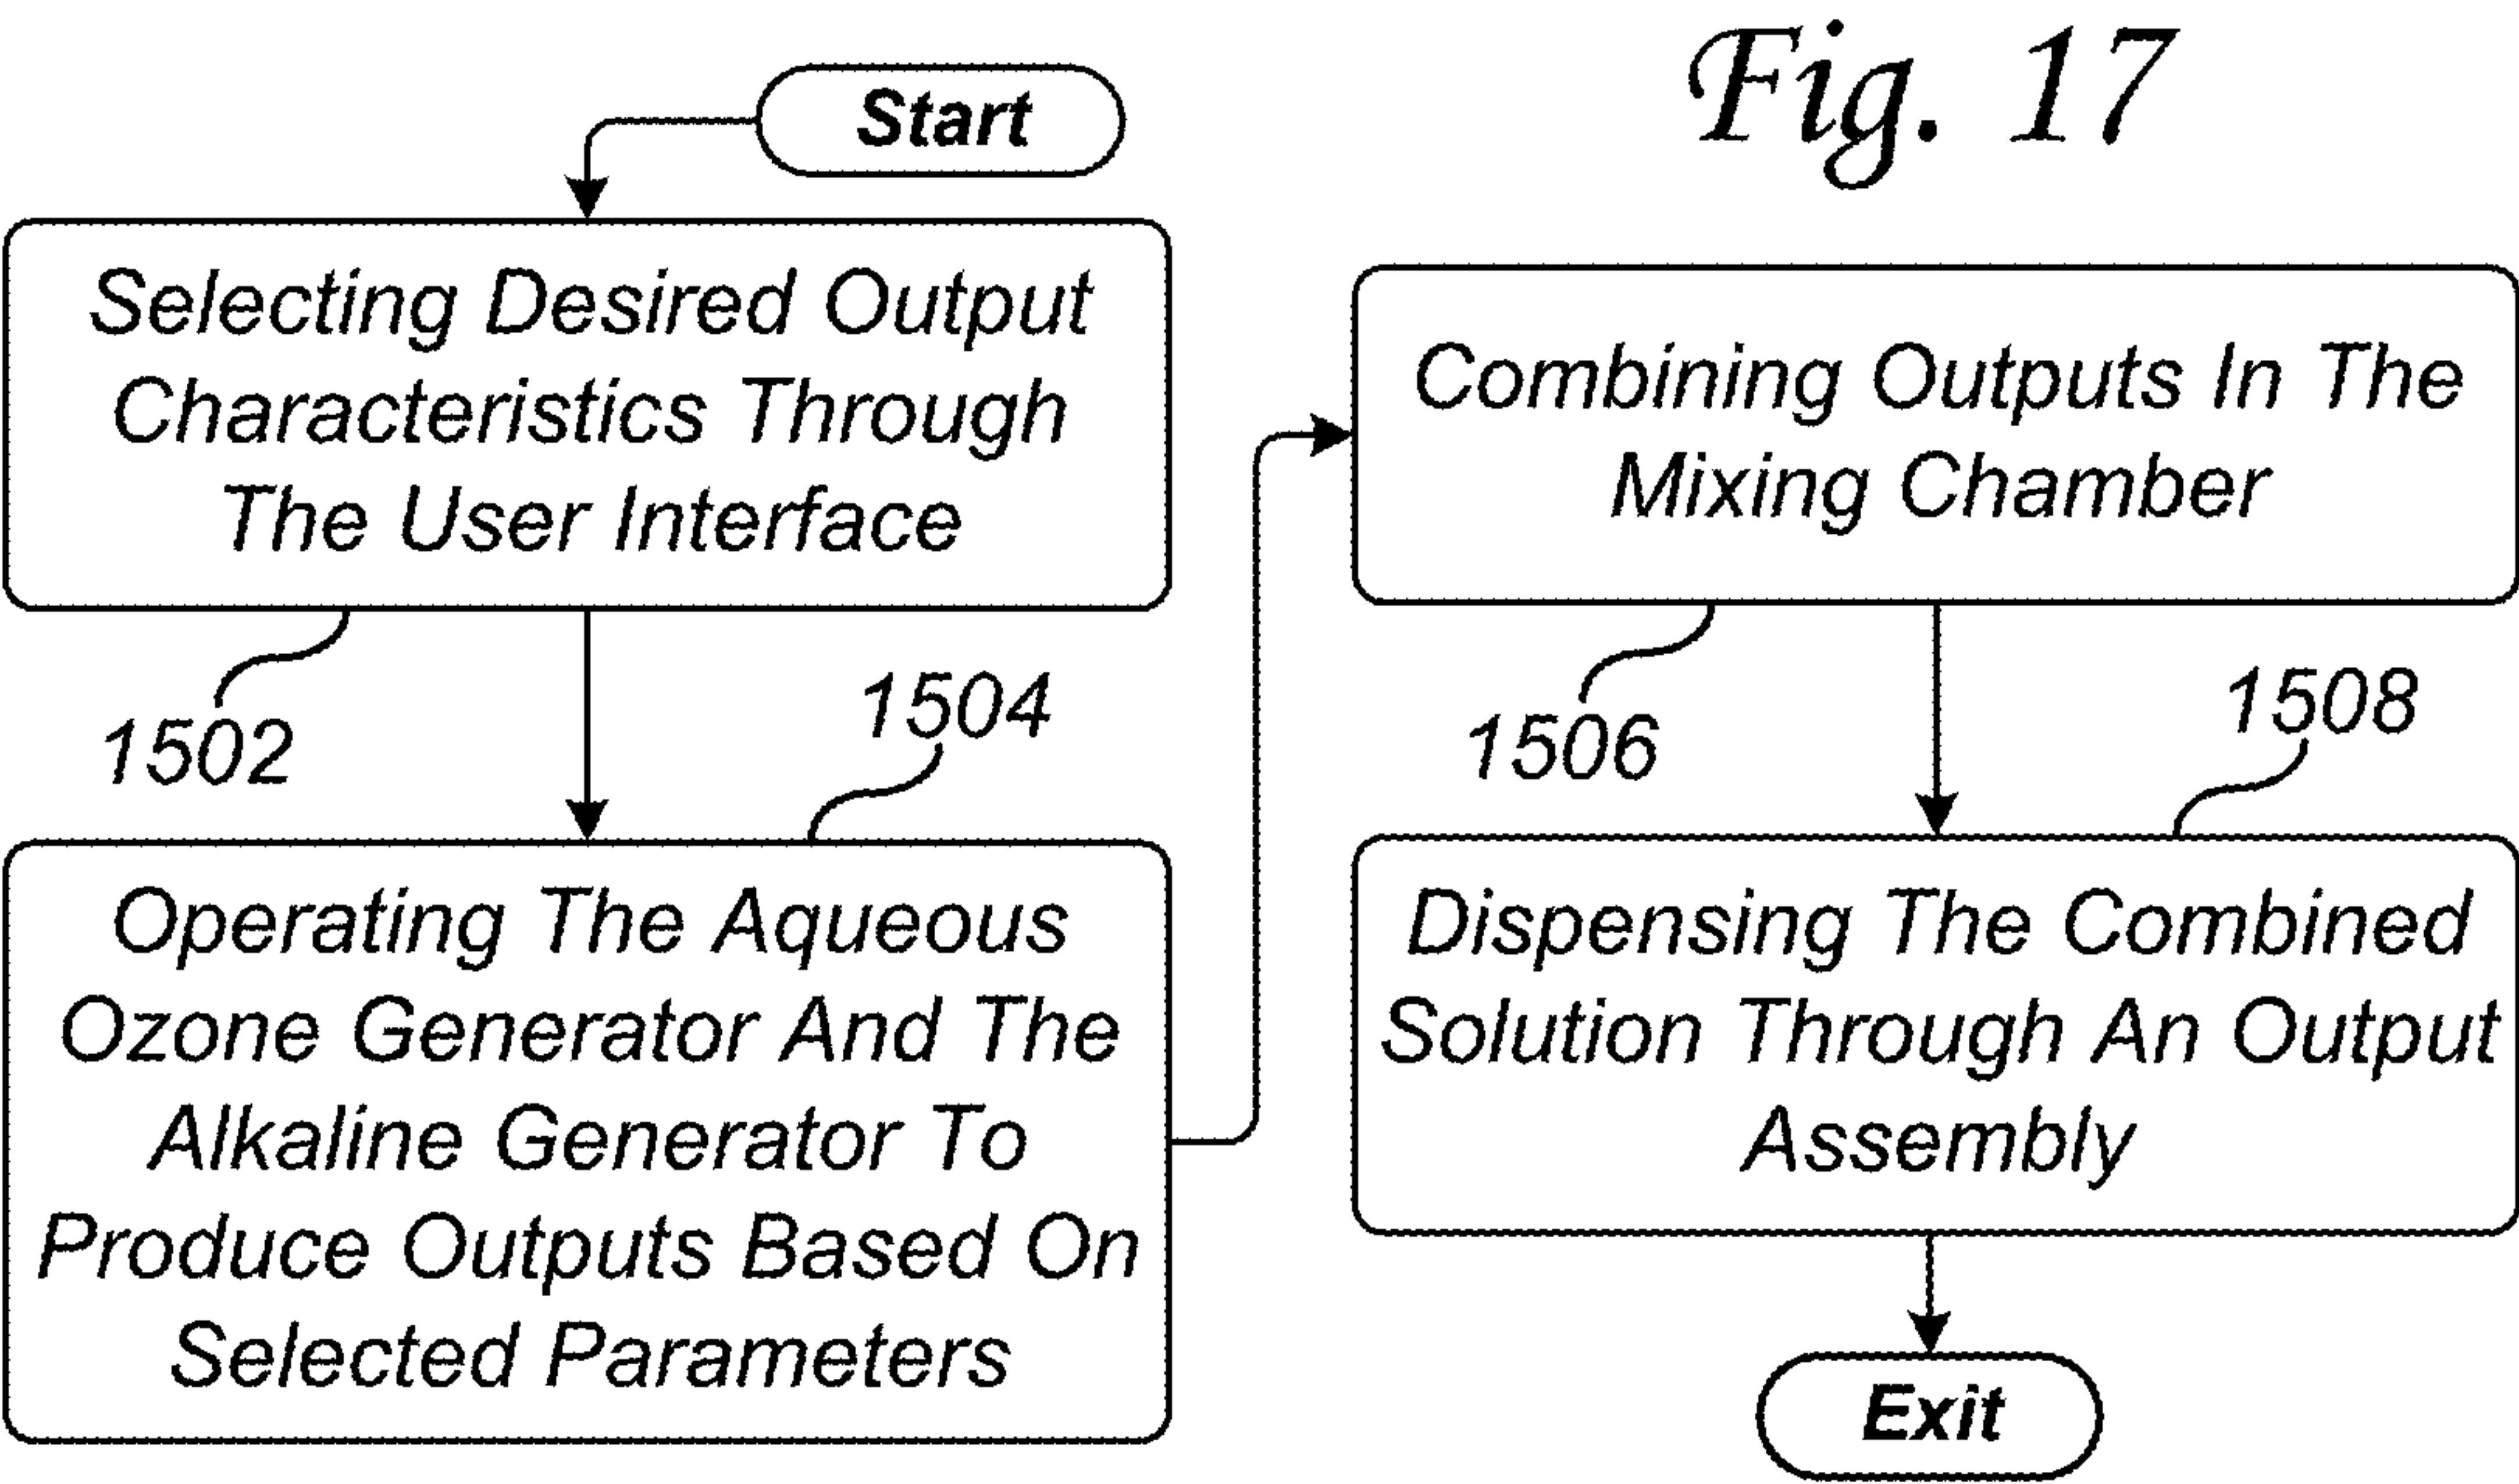 Fig. 17
Start
Selecting Desired Output
Characteristics Through
The User Interface
1502
1504
Operating The Aqueous
Ozone Generator And The
Alkaline Generator To
Produce Outputs Based On
Selected Parameters
Combining Outputs In The
Mixing Chamber
1506
1508
Dispensing The Combined
Solution Through An Output
Assembly
Exit